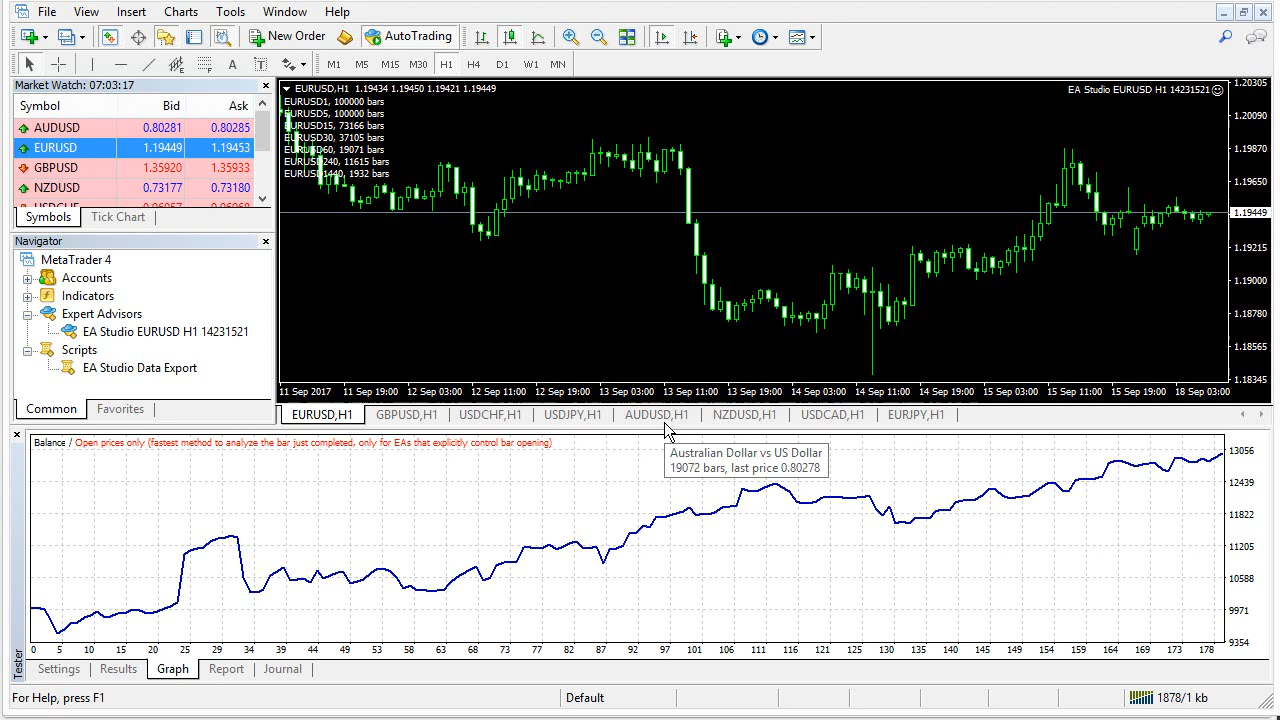 File View Insert Charts Tools Window Help
New Order AutoTrading
A T M1 M5 M15 M30 H1 H4 D1 W1 MN
Market Watch: 07:03:17
Symbol Bid Ask
AUDUSD 0.80281 0.80285
EURUSD 1.19449 1.19453
GBPUSD 1.35920 1.35933
NZDUSD 0.73177 0.73180
Symbols Tick Chart
Navigator
MetaTrader 4
Accounts
Indicators
Expert Advisors
EA Studio EURUSD H1 14231521
Scripts
EA Studio Data Export
Common Favorites
EURUSD,H1 1.19434 1.19450 1.19421 1.19449
EA Studio EURUSD H1 14231521
EURUSD1, 100000 bars
EURUSD5, 100000 bars
EURUSD15, 73166 bars
EURUSD30, 37105 bars
EURUSD60, 19071 bars
EURUSD240, 11615 bars
EURUSD1440, 1932 bars
1.20305
1.20090
1.19870
1.19650
1.19449
1.19215
1.19000
1.18780
1.18565
1.18345
11 Sep 2017 11 Sep 19:00 12 Sep 03:00 12 Sep 11:00 12 Sep 19:00 13 Sep 03:00 13 Sep 11:00 13 Sep 19:00 14 Sep 03:00 14 Sep 11:00 14 Sep 19:00 15 Sep 03:00 15 Sep 11:00 15 Sep 19:00 18 Sep 03:00
EURUSD,H1 GBPUSD,H1 USDCHF,H1 USDJPY,H1 AUDUSD,H1 NZDUSD,H1 USDCAD,H1 EURJPY,H1
Balance / Open prices only (fastest method to analyze the bar just completed, only for EAs that explicitly control bar opening)
Australian Dollar vs US Dollar
19072 bars, last price 0.80278
13056
12439
11822
11205
10588
9971
9354
0 5 10 15 20 25 29 34 39 44 49 53 58 63 68 73 77 82 87 92 97 101 106 111 116 121 126 130 135 140 145 149 154 159 164 169 173 178
Tester
Settings Results Graph Report Journal
For Help, press F1 Default 1878/1 kb